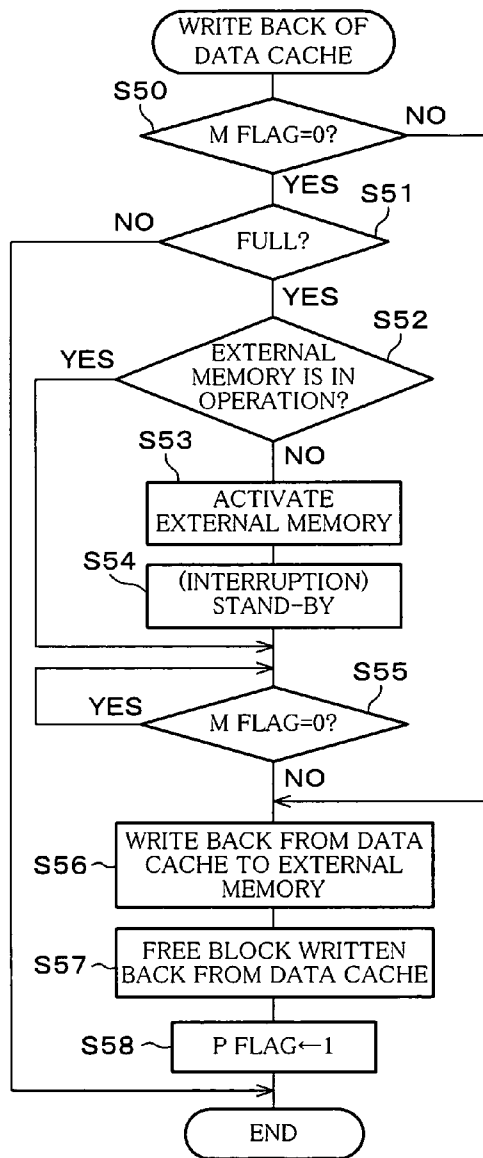 WRITE BACK OF
DATA CACHE
S50
NO
M FLAG=0?
YES
S51
NO
FULL?
YES
S52
YES
EXTERNAL
MEMORY IS IN
OPERATION?
S53
NO
ACTIVATE
EXTERNAL MEMORY
S54
(INTERRUPTION)
STAND-BY
S55
YES
M FLAG=0?
NO
S56
WRITE BACK FROM DATA
CACHE TO EXTERNAL
MEMORY
S57
FREE BLOCK WRITTEN
BACK FROM DATA CACHE
S58
P FLAG←1
END